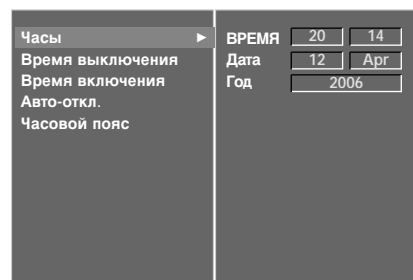 Часы ►
Время выключения
Время включения
Авто-откл.
Часовой пояс
ВРЕМЯ 20 14
Дата 12 Apr
Год 2006